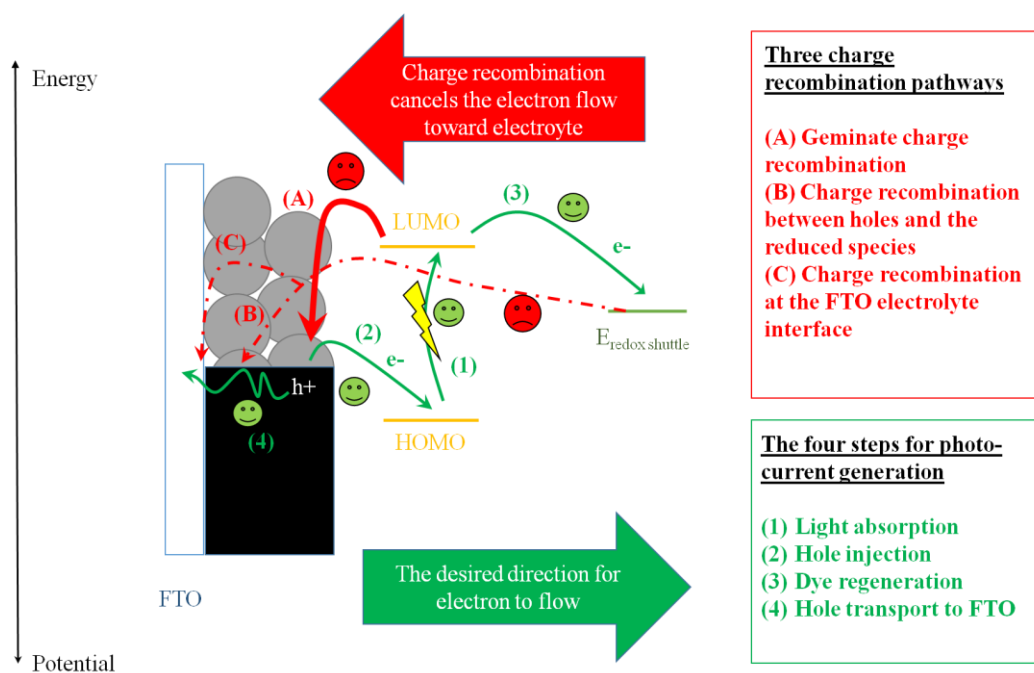 Energy
Charge recombination
cancels the electron flow
toward electroyte
(A)
(3)
LUMO
e-
(C)
(B)
(2)
e-
(1)
E redox shuttle
h+
(4)
HOMO
FTO
The desired direction for
electron to flow
Potential
Three charge
recombination pathways
(A) Geminate charge
recombination
(B) Charge recombination
between holes and the
reduced species
(C) Charge recombination
at the FTO electrolyte
interface
The four steps for photo-
current generation
(1) Light absorption
(2) Hole injection
(3) Dye regeneration
(4) Hole transport to FTO